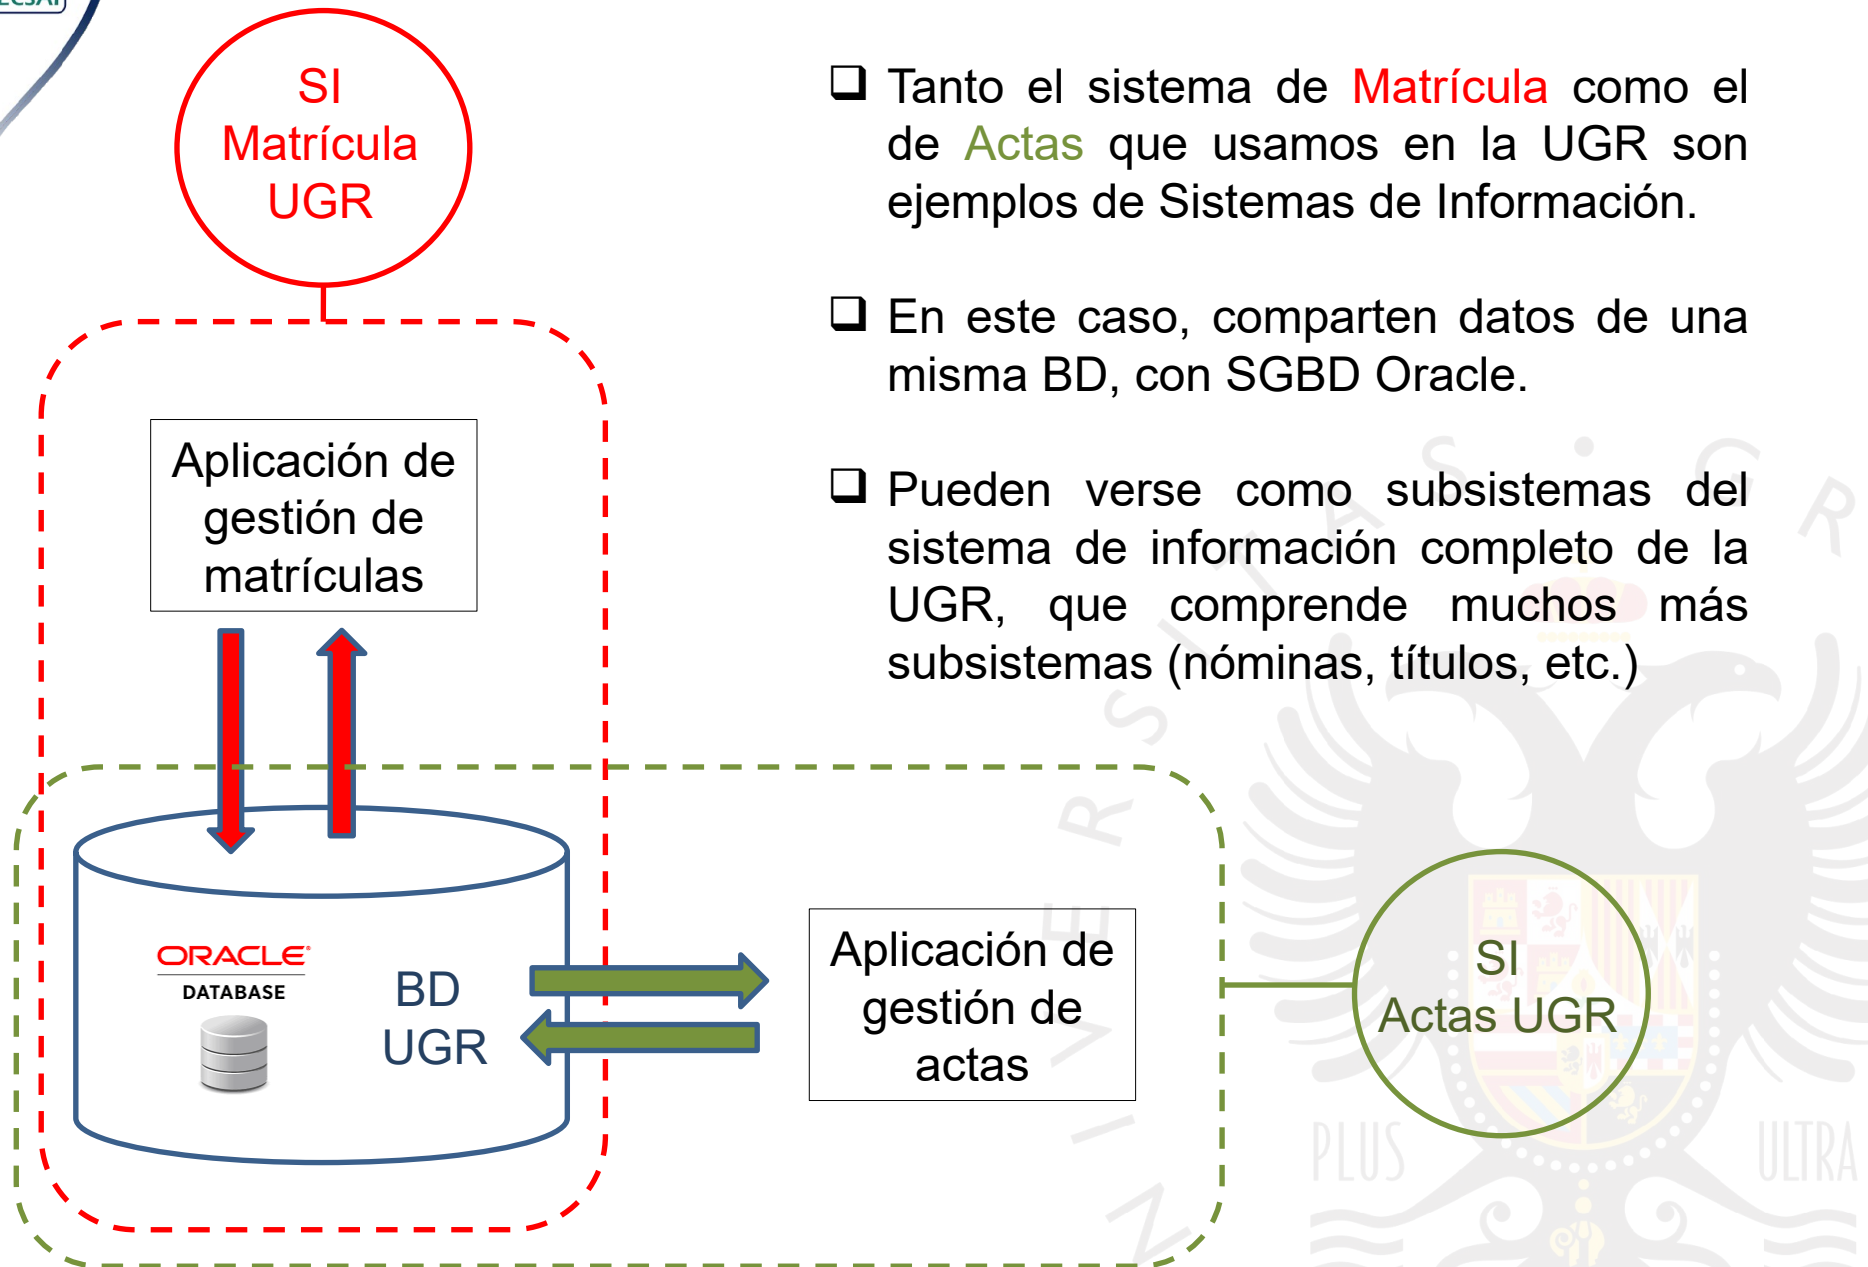 SI
Matrícula
UGR
❑ Tanto el sistema de Matrícula como el
de Actas que usamos en la UGR son
ejemplos de Sistemas de Información.
❑ En este caso, comparten datos de una
misma BD, con SGBD Oracle.
❑ Pueden verse como subsistemas del
sistema de información completo de la
UGR, que comprende muchos más
subsistemas (nóminas, títulos, etc.)
Aplicación de
gestión de
matrículas
ORACLE
DATABASE
BD
UGR
Aplicación de
gestión de
actas
SI
Actas UGR
PLUS
ULTRA